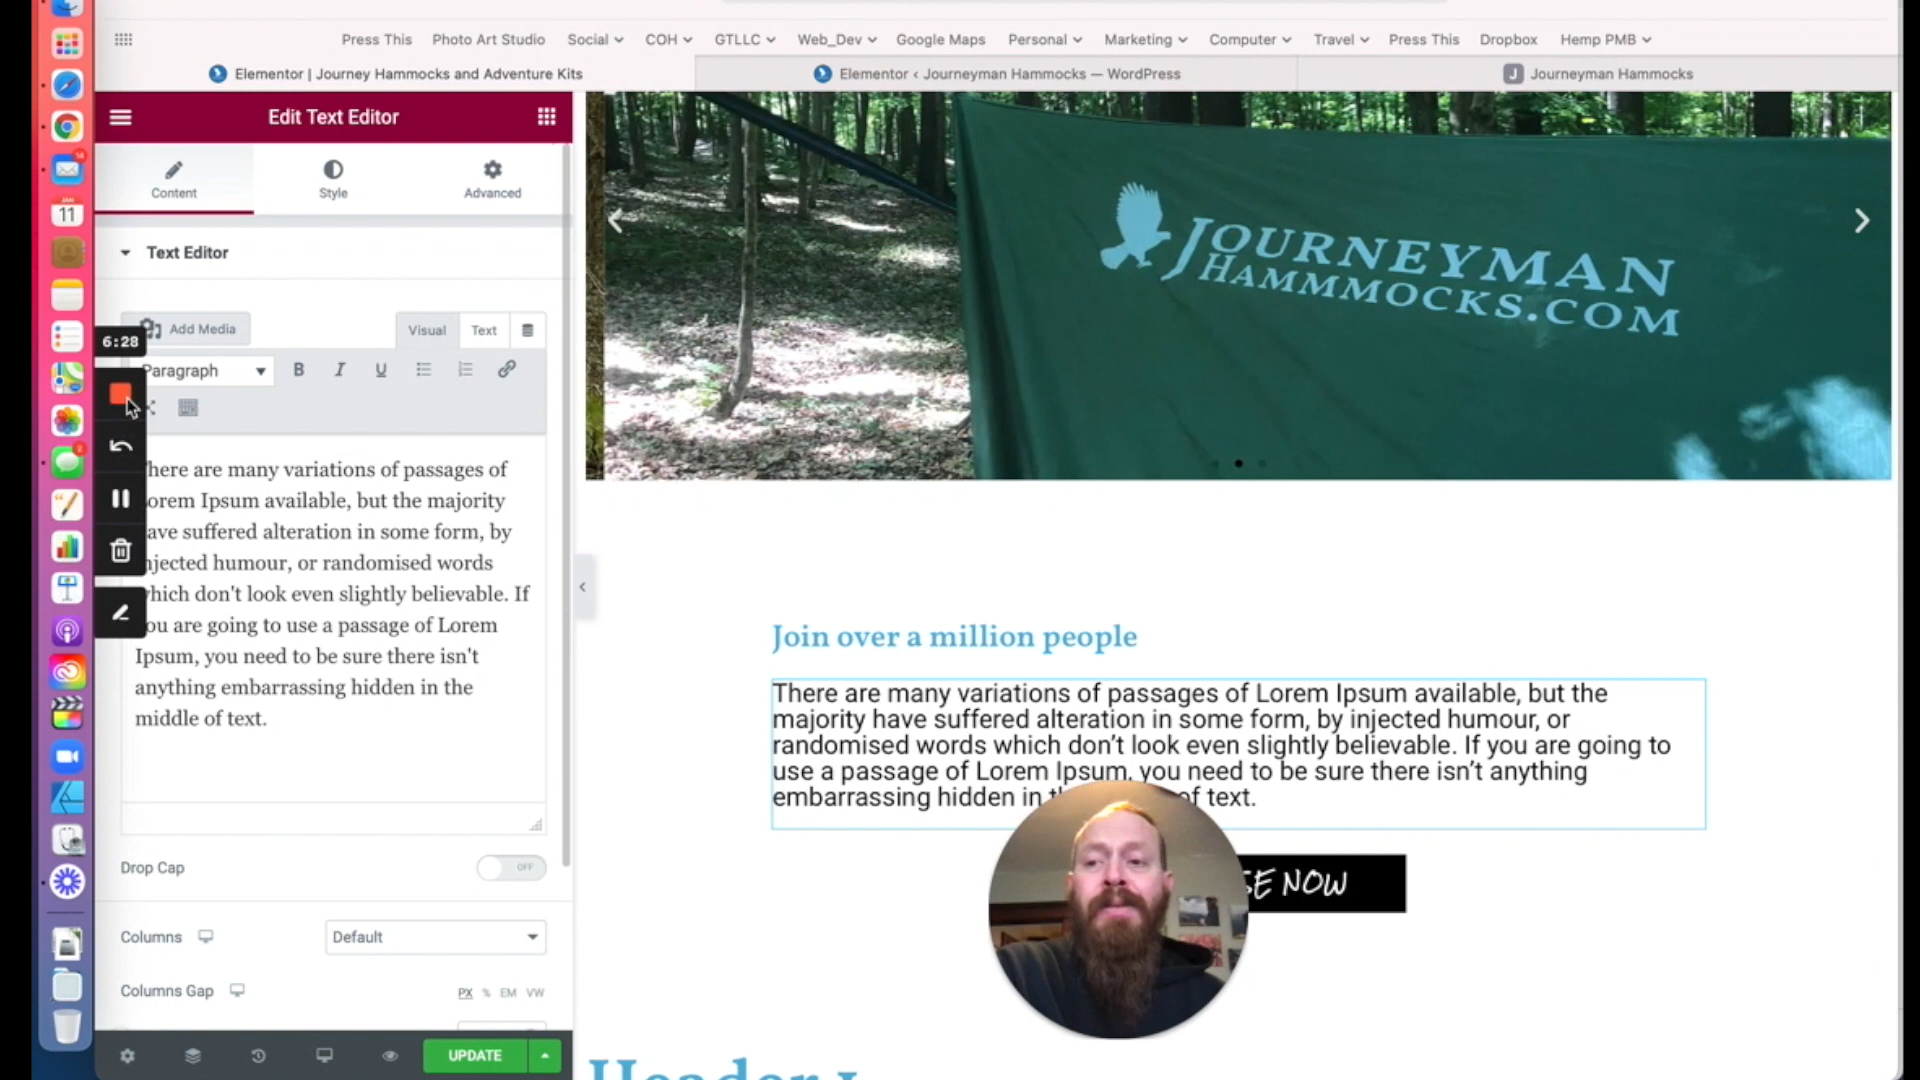 Press This Photo Art Studio Social COH GTLLC Web_Dev Google Maps Personal Marketing Computer Travel Press This Dropbox Hemp PMB
Elementor | Journey Hammocks and Adventure Kits
Elementor ‹ Journeyman Hammocks — WordPress
J Journeyman Hammocks
Edit Text Editor
Content
Style
Advanced
Text Editor
Add Media
Visual
Text
6:28
Paragraph
B I U
here are many variations of passages of
orem Ipsum available, but the majority
ave suffered alteration in some form, by
njected humour, or randomised words
which don't look even slightly believable. If
ou are going to use a passage of Lorem
Ipsum, you need to be sure there isn't
anything embarrassing hidden in the
middle of text.
Drop Cap
OFF
Columns
Default
Columns Gap
PX % EM VW
UPDATE
JAN
11
2
JOURNEYMAN
HAMMMOCKS.COM
Join over a million people
There are many variations of passages of Lorem Ipsum available, but the
majority have suffered alteration in some form, by injected humour, or
randomised words which don’t look even slightly believable. If you are going to
use a passage of Lorem Ipsum, you need to be sure there isn’t anything
embarrassing hidden in of text.
SE NOW
Header 1